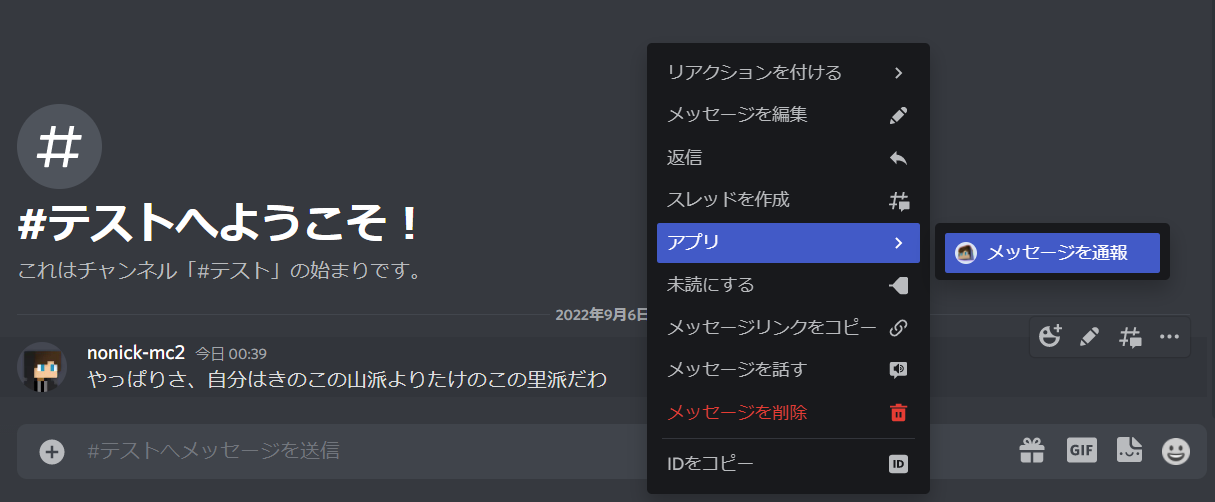 #テストへようこそ！
これはチャンネル「#テスト」の始まりです。
2022年9月6日
nonick-mc2 今日 00:39
やっぱりさ、自分はきのこの山派よりたけのこの里派だわ
#テストへメッセージを送信
GIF
リアクションを付ける
メッセージを編集
返信
スレッドを作成
アプリ
メッセージを通報
未読にする
メッセージリンクをコピー
メッセージを話す
メッセージを削除
IDをコピー
ID